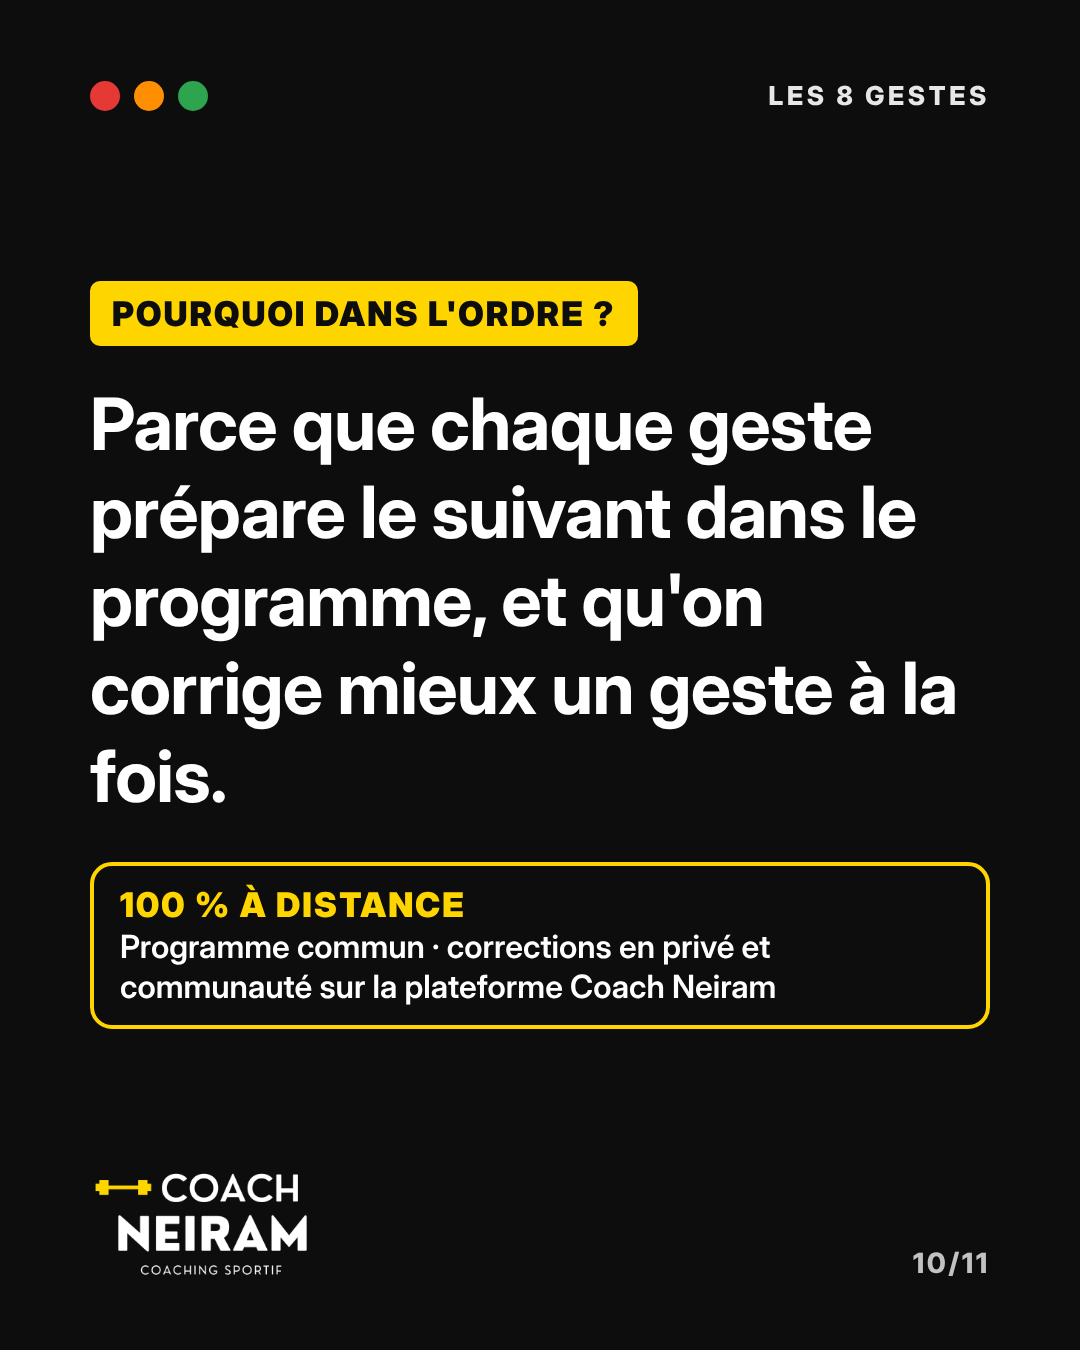 LES 8 GESTES
POURQUOI DANS L'ORDRE ?
Parce que chaque geste
prépare le suivant dans le
programme, et qu'on
corrige mieux un geste à la
fois.
100 % À DISTANCE
Programme commun · corrections en privé et
communauté sur la plateforme Coach Neiram
COACH
NEIRAM
COACHING SPORTIF
10/11